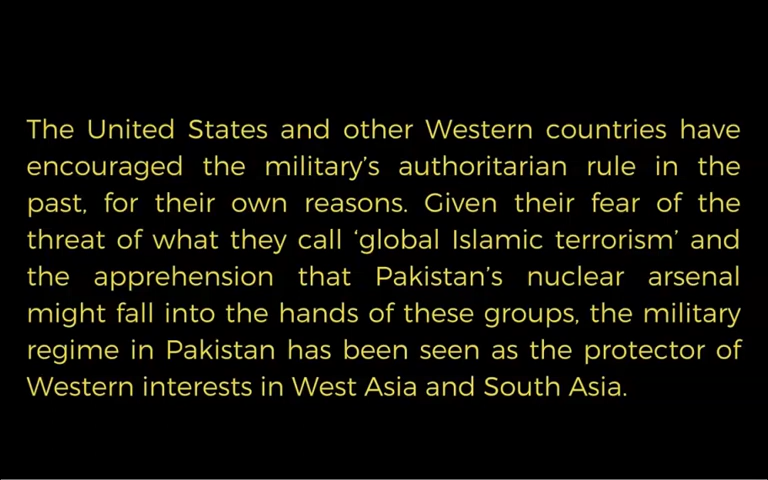 The United States and other Western countries have
encouraged the military’s authoritarian rule in the
past, for their own reasons. Given their fear of the
threat of what they call ‘global Islamic terrorism’ and
the apprehension that Pakistan’s nuclear arsenal
might fall into the hands of these groups, the military
regime in Pakistan has been seen as the protector of
Western interests in West Asia and South Asia.